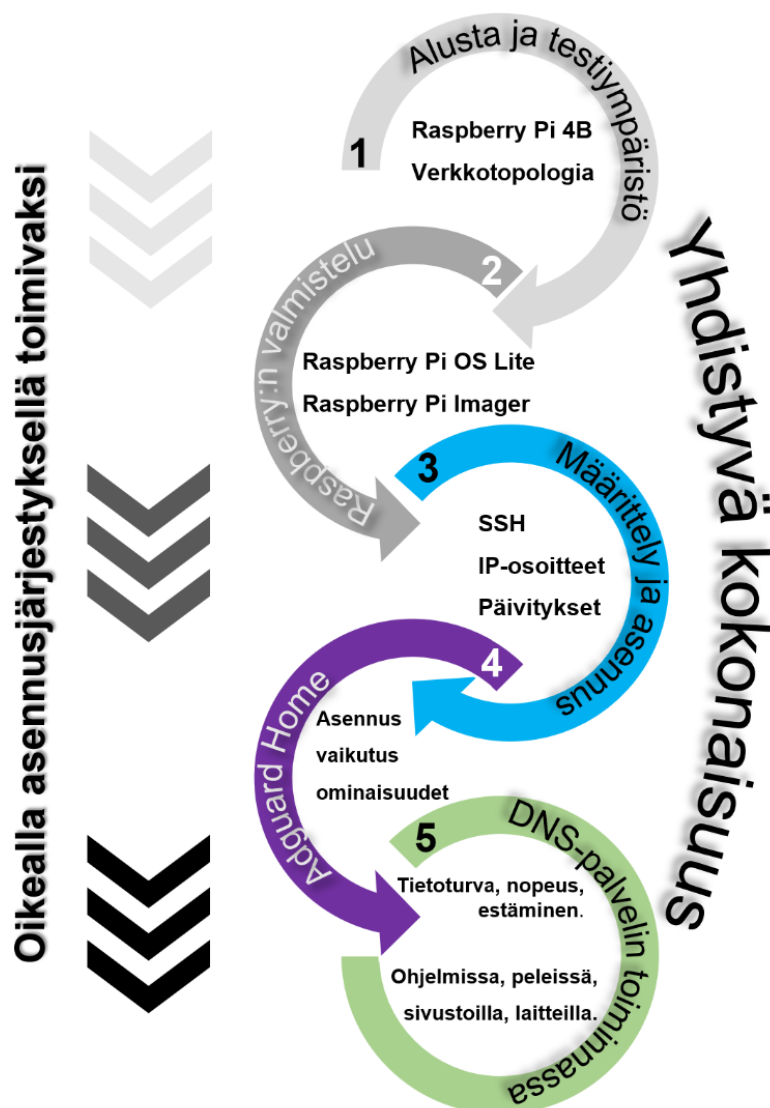 Oikealla asennusjärjestyksellä toimivaksi
1
Alusta ja testiympäristö
Raspberry Pi 4B
Verkkotopologia
2
Raspberry:n valmistelu
Raspberry Pi OS Lite
Raspberry Pi Imager
3
Määrittely ja asennus
SSH
IP-osoitteet
Päivitykset
4
Adguard Home
Asennus
vaikutus
ominaisuudet
5
DNS-palvelin toiminnassa
Tietoturva, nopeus,
estäminen.
Ohjelmissa, peleissä,
sivustoilla, laitteilla.
Yhdistyvä kokonaisuus